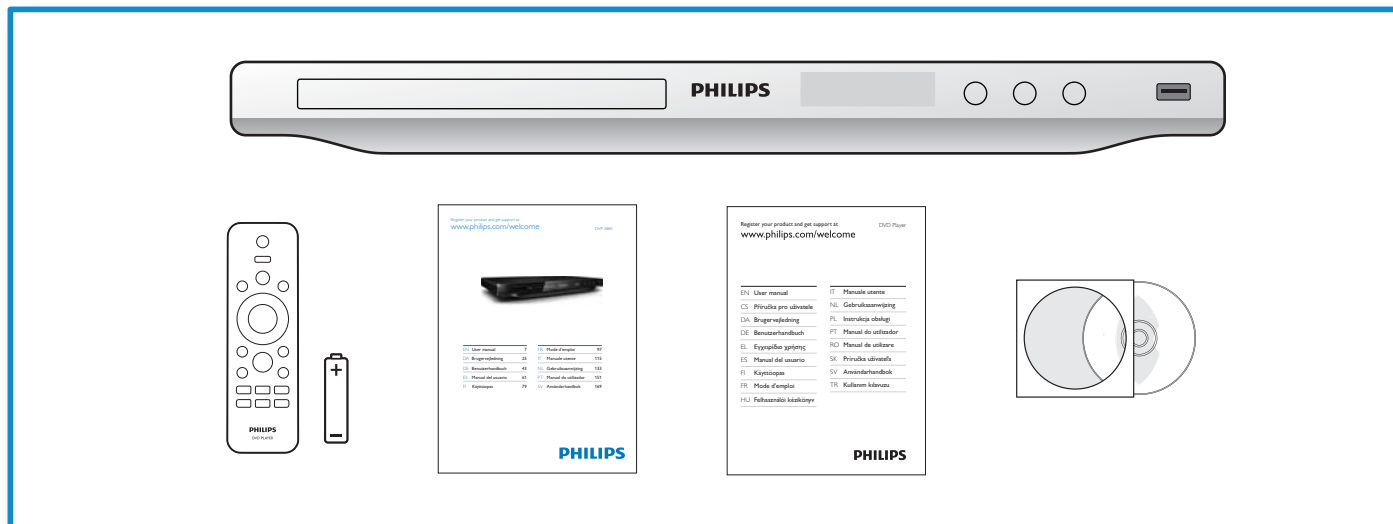 PHILIPS
PHILIPS
DVD PLAYER
Register your product and get support at
www.philips.com/welcome
EN User manual 7
DA Brugervejledning 25
DE Benutzerhandbuch 43
ES Manual del usuario 61
FI Käyttöopas 79
FR Mode d'emploi 97
IT Manuale utente 115
NL Gebruiksaanwijzing 133
PT Manual do utilizador 151
SV Användarhandbok 169
PHILIPS
Register your product and get support at
www.philips.com/welcome
DVD Player
EN User manual
CS Příručka pro uživatele
DA Brugervejledning
DE Benutzerhandbuch
EL Εγχειρίδιο χρήσης
ES Manual del usuario
FI Käyttöopas
FR Mode d'emploi
HU Felhasználói kézikönyv
IT Manuale utente
NL Gebruiksaanwijzing
PL Instrukcja obsługi
PT Manual do utilizador
RO Manual de utilizare
SK Príručka užívateľa
SV Användarhandbok
TR Kullanım kılavuzu
PHILIPS